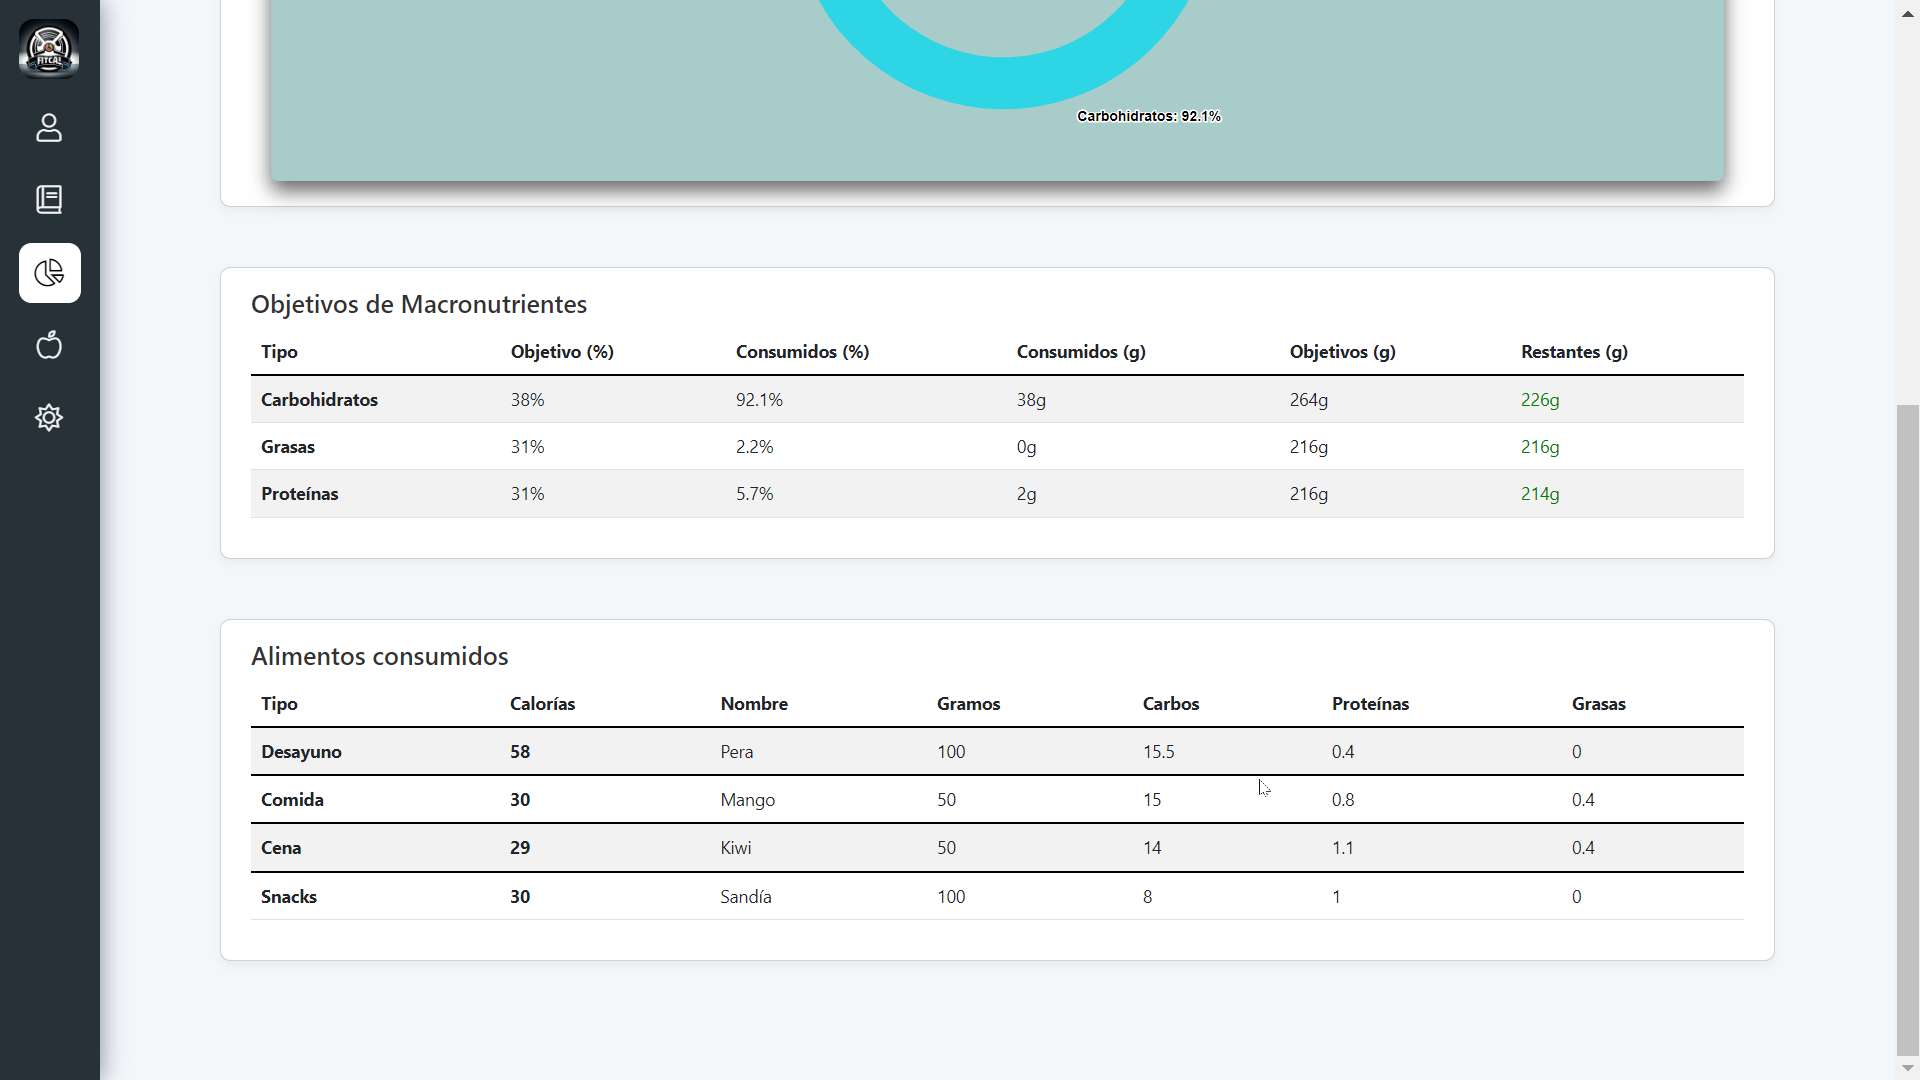 FITCAL
Carbohidratos: 92.1%
Objetivos de Macronutrientes
Tipo Objetivo (%) Consumidos (%) Consumidos (g) Objetivos (g) Restantes (g)
Carbohidratos 38% 92.1% 38g 264g 226g
Grasas 31% 2.2% 0g 216g 216g
Proteínas 31% 5.7% 2g 216g 214g
Alimentos consumidos
Tipo Calorías Nombre Gramos Carbos Proteínas Grasas
Desayuno 58 Pera 100 15.5 0.4 0
Comida 30 Mango 50 15 0.8 0.4
Cena 29 Kiwi 50 14 1.1 0.4
Snacks 30 Sandía 100 8 1 0